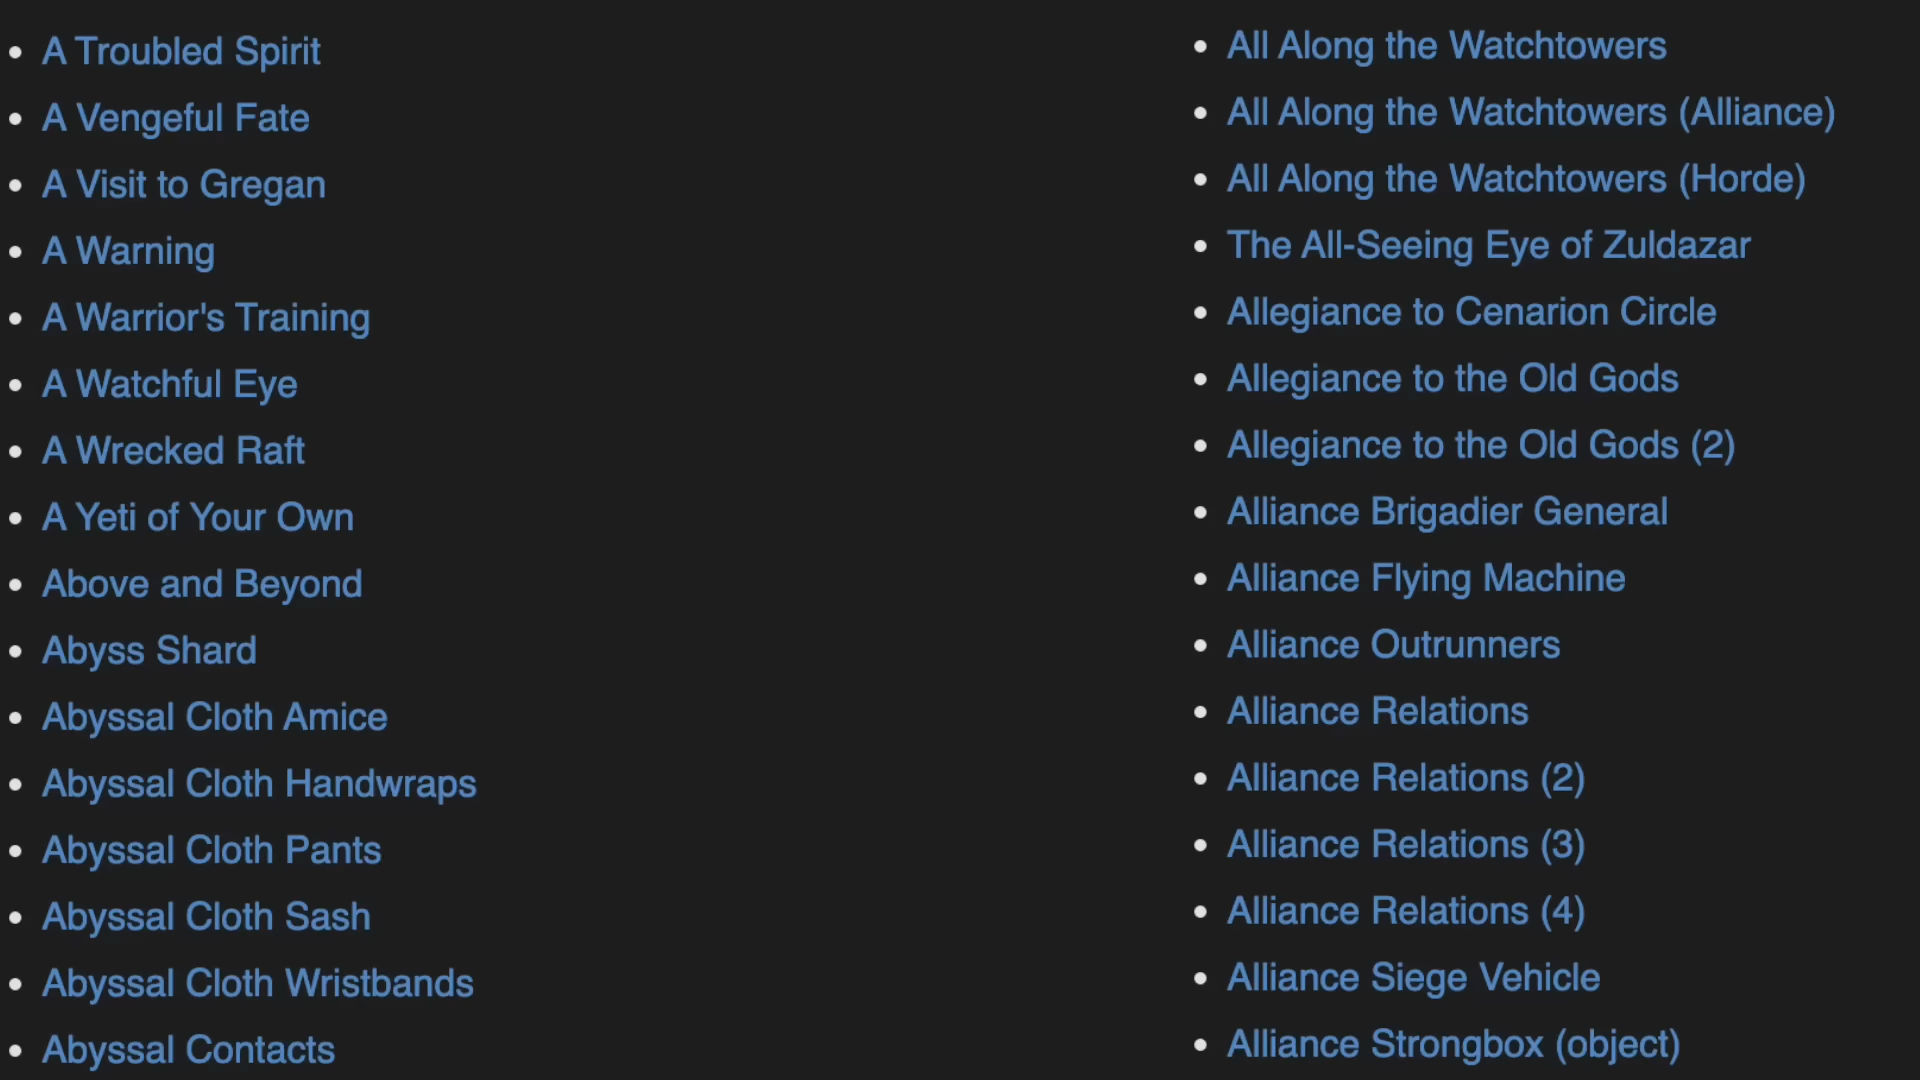 A Troubled Spirit
A Vengeful Fate
A Visit to Gregan
A Warning
A Warrior's Training
A Watchful Eye
A Wrecked Raft
A Yeti of Your Own
Above and Beyond
Abyss Shard
Abyssal Cloth Amice
Abyssal Cloth Handwraps
Abyssal Cloth Pants
Abyssal Cloth Sash
Abyssal Cloth Wristbands
Abyssal Contacts
All Along the Watchtowers
All Along the Watchtowers (Alliance)
All Along the Watchtowers (Horde)
The All-Seeing Eye of Zuldazar
Allegiance to Cenarion Circle
Allegiance to the Old Gods
Allegiance to the Old Gods (2)
Alliance Brigadier General
Alliance Flying Machine
Alliance Outrunners
Alliance Relations
Alliance Relations (2)
Alliance Relations (3)
Alliance Relations (4)
Alliance Siege Vehicle
Alliance Strongbox (object)